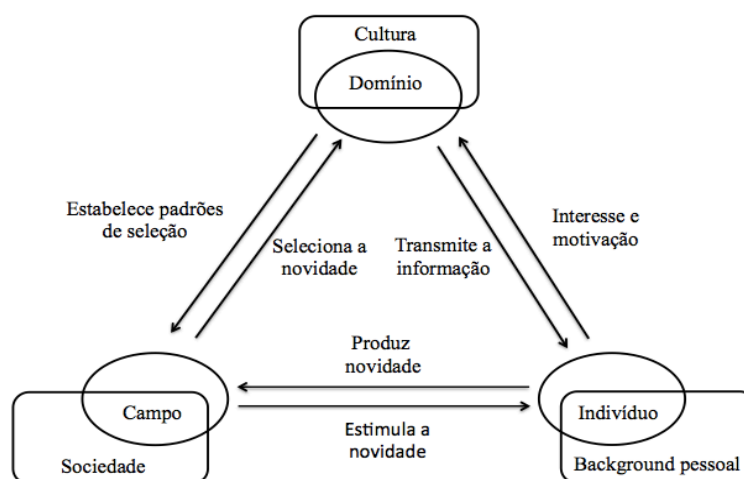 Cultura
Domínio
Estabelece padrões
de seleção
Seleciona a
novidade
Transmite a
informação
Interesse e
motivação
Produz
novidade
Campo
Indivíduo
Estimula a
novidade
Sociedade
Background pessoal